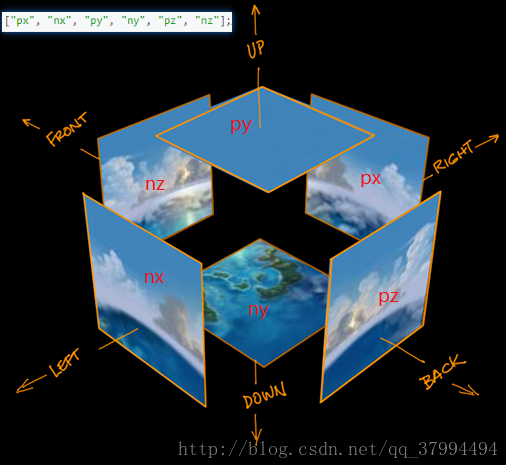 ["px", "nx", "py", "ny", "pz", "nz"];
UP
FRONT
py
RIGHT
nz
px
nx
pz
ny
LEFT
BACK
DOWN
http://blog.csdn.net/qq_37994494